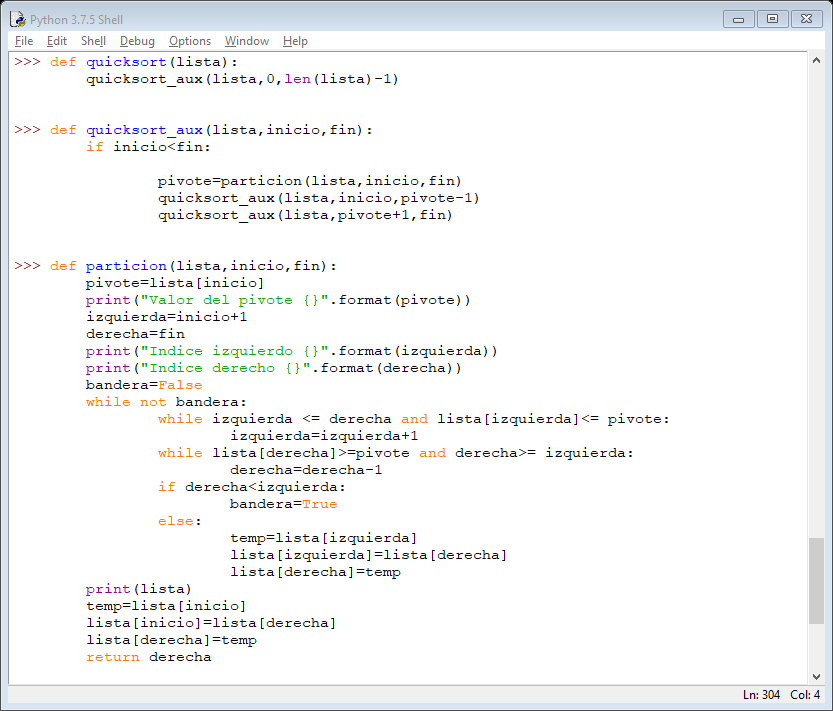 Python 3.7.5 Shell
File Edit Shell Debug Options Window Help
>>> def quicksort(lista):
        quicksort_aux(lista,0,len(lista)-1)
>>> def quicksort_aux(lista,inicio,fin):
        if inicio<fin:
                pivote=particion(lista,inicio,fin)
                quicksort_aux(lista,inicio,pivote-1)
                quicksort_aux(lista,pivote+1,fin)
>>> def particion(lista,inicio,fin):
        pivote=lista[inicio]
        print("Valor del pivote {}".format(pivote))
        izquierda=inicio+1
        derecha=fin
        print("Indice izquierdo {}".format(izquierda))
        print("Indice derecho {}".format(derecha))
        bandera=False
        while not bandera:
                while izquierda <= derecha and lista[izquierda]<= pivote:
                        izquierda=izquierda+1
                while lista[derecha]>=pivote and derecha>= izquierda:
                        derecha=derecha-1
                if derecha<izquierda:
                        bandera=True
                else:
                        temp=lista[izquierda]
                        lista[izquierda]=lista[derecha]
                        lista[derecha]=temp
        print(lista)
        temp=lista[inicio]
        lista[inicio]=lista[derecha]
        lista[derecha]=temp
        return derecha
Ln: 304 Col: 4